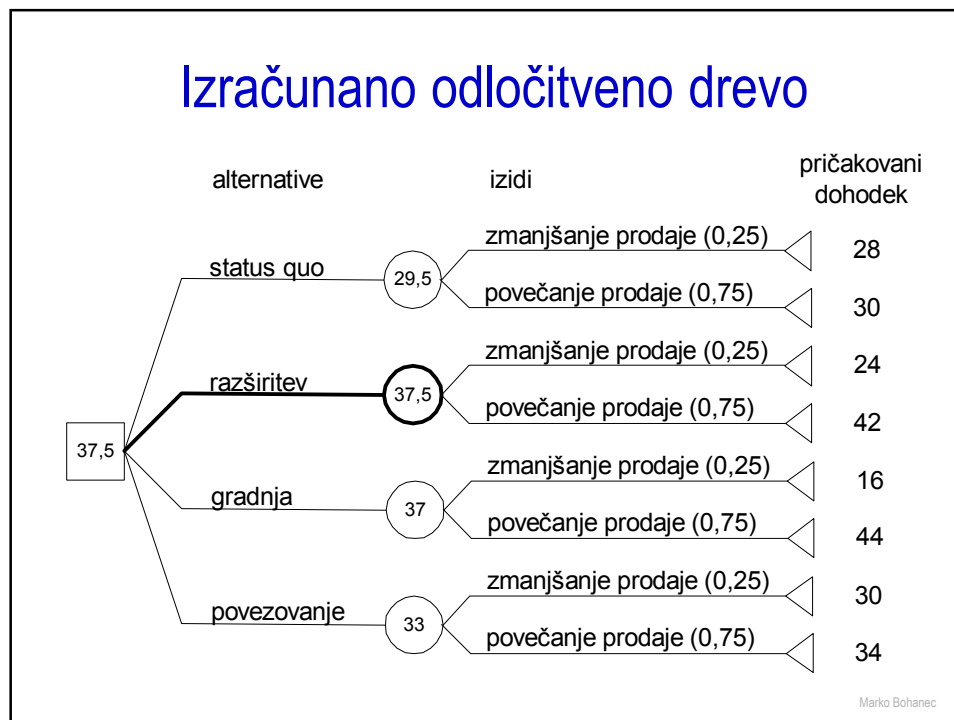 Izračunano odločitveno drevo
alternative
izidi
pričakovani
dohodek
status quo
29,5
zmanjšanje prodaje (0,25)
28
povečanje prodaje (0,75)
30
razširitev
37,5
zmanjšanje prodaje (0,25)
24
povečanje prodaje (0,75)
42
37,5
gradnja
37
zmanjšanje prodaje (0,25)
16
povečanje prodaje (0,75)
44
povezovanje
33
zmanjšanje prodaje (0,25)
30
povečanje prodaje (0,75)
34
Marko Bohanec